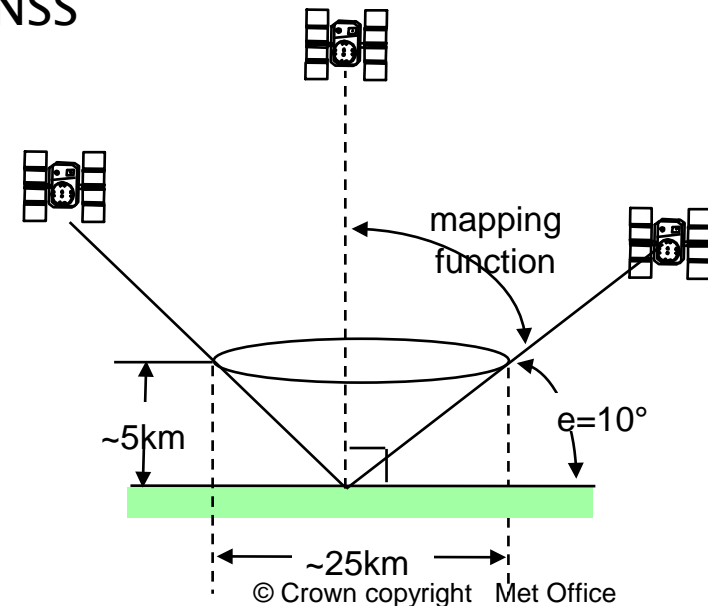 NSS
mapping
function
~5km
e=10°
~25km
© Crown copyright Met Office